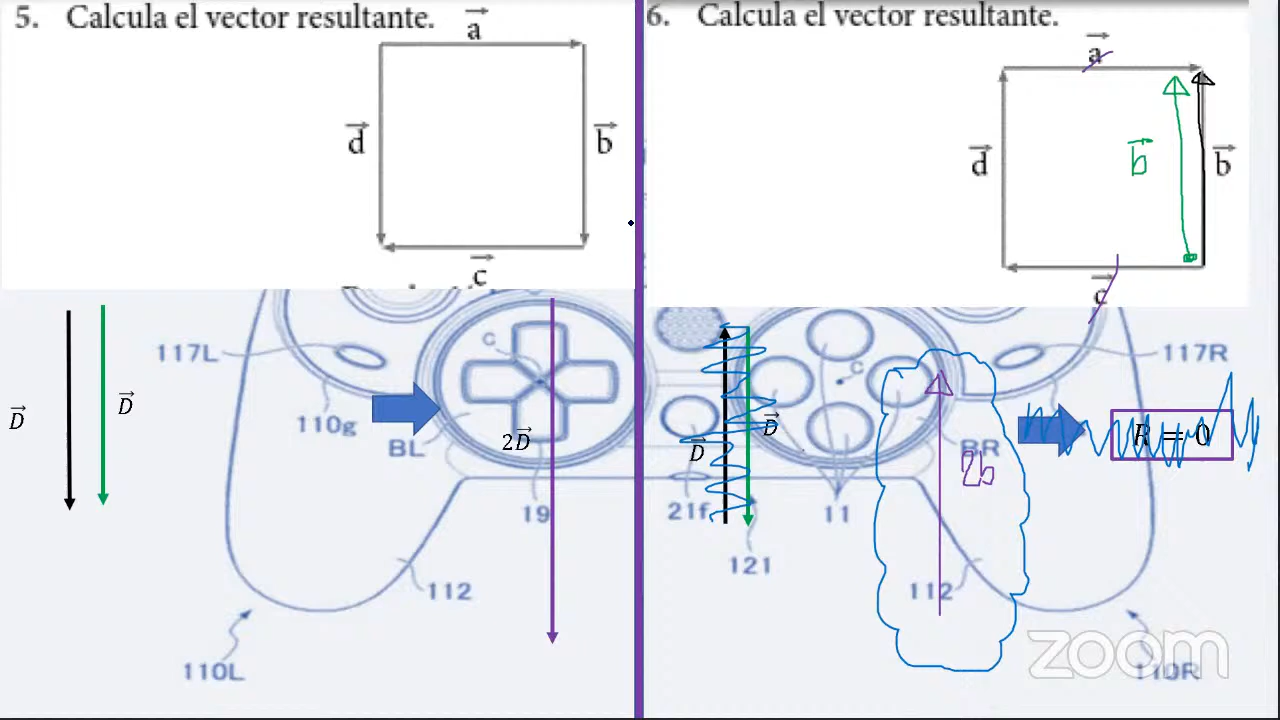 5. Calcula el vector resultante.
a
d
b
c
117L
110g
BL
C
19
112
110L
D
D
2D
6. Calcula el vector resultante.
a
d
b
b
c
117R
C
BR
21f
11
121
112
110R
D
D
2b
R = 0
zoom